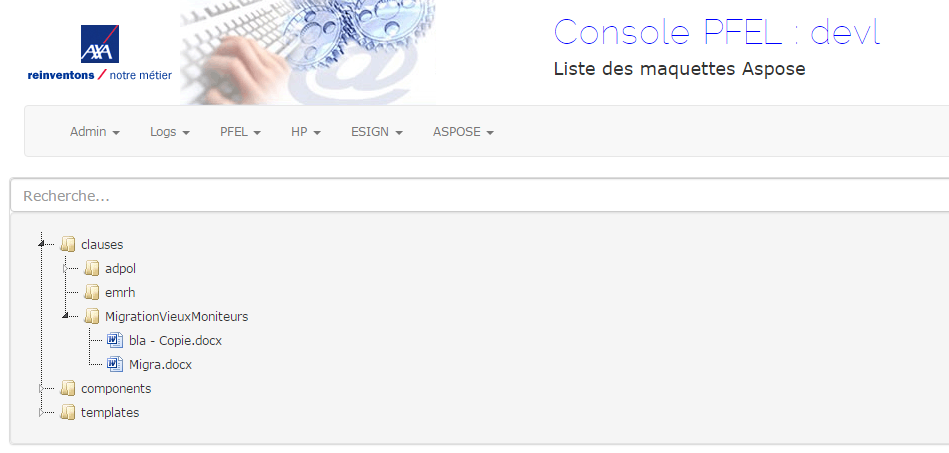 Console PFEL : devl
Liste des maquettes Aspose
AXA
reinventons / notre métier
Admin Logs PFEL HP ESIGN ASPOSE
Recherche...
clauses
adpol
emrh
MigrationVieuxMoniteurs
bla - Copie.docx
Migra.docx
components
templates